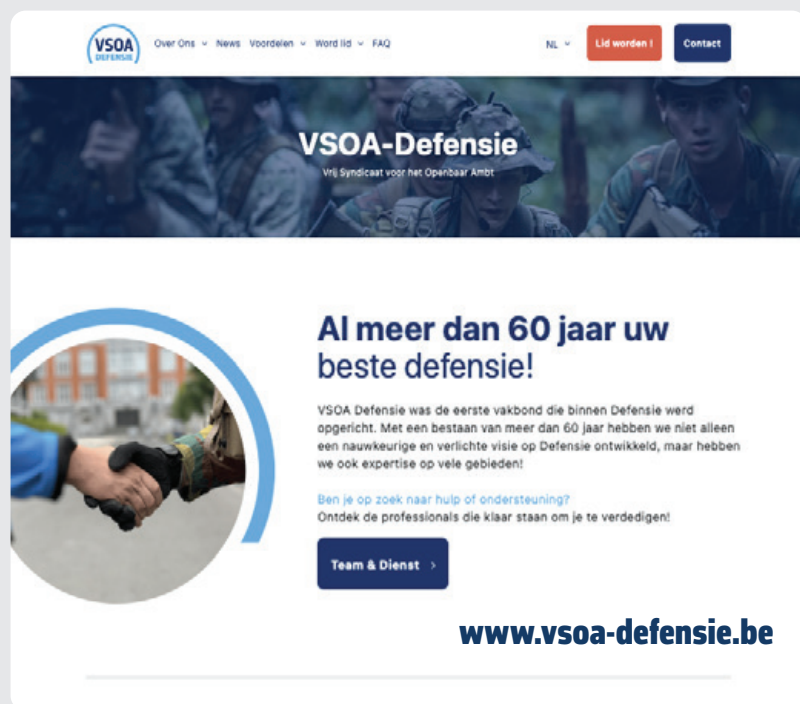 VSOA
DEFENSIE
Over Ons News Voordelen Word lid FAQ
NL
Lid worden !
Contact
VSOA-Defensie
Vrij Syndicaat voor het Openbaar Ambt
Al meer dan 60 jaar uw
beste defensie!
VSOA Defensie was de eerste vakbond die binnen Defensie werd
opgericht. Met een bestaan van meer dan 60 jaar hebben we niet alleen
een nauwkeurige en verlichte visie op Defensie ontwikkeld, maar hebben
we ook expertise op vele gebieden!
Ben je op zoek naar hulp of ondersteuning?
Ontdek de professionals die klaar staan om je te verdedigen!
Team & Dienst >
www.vsoa-defensie.be